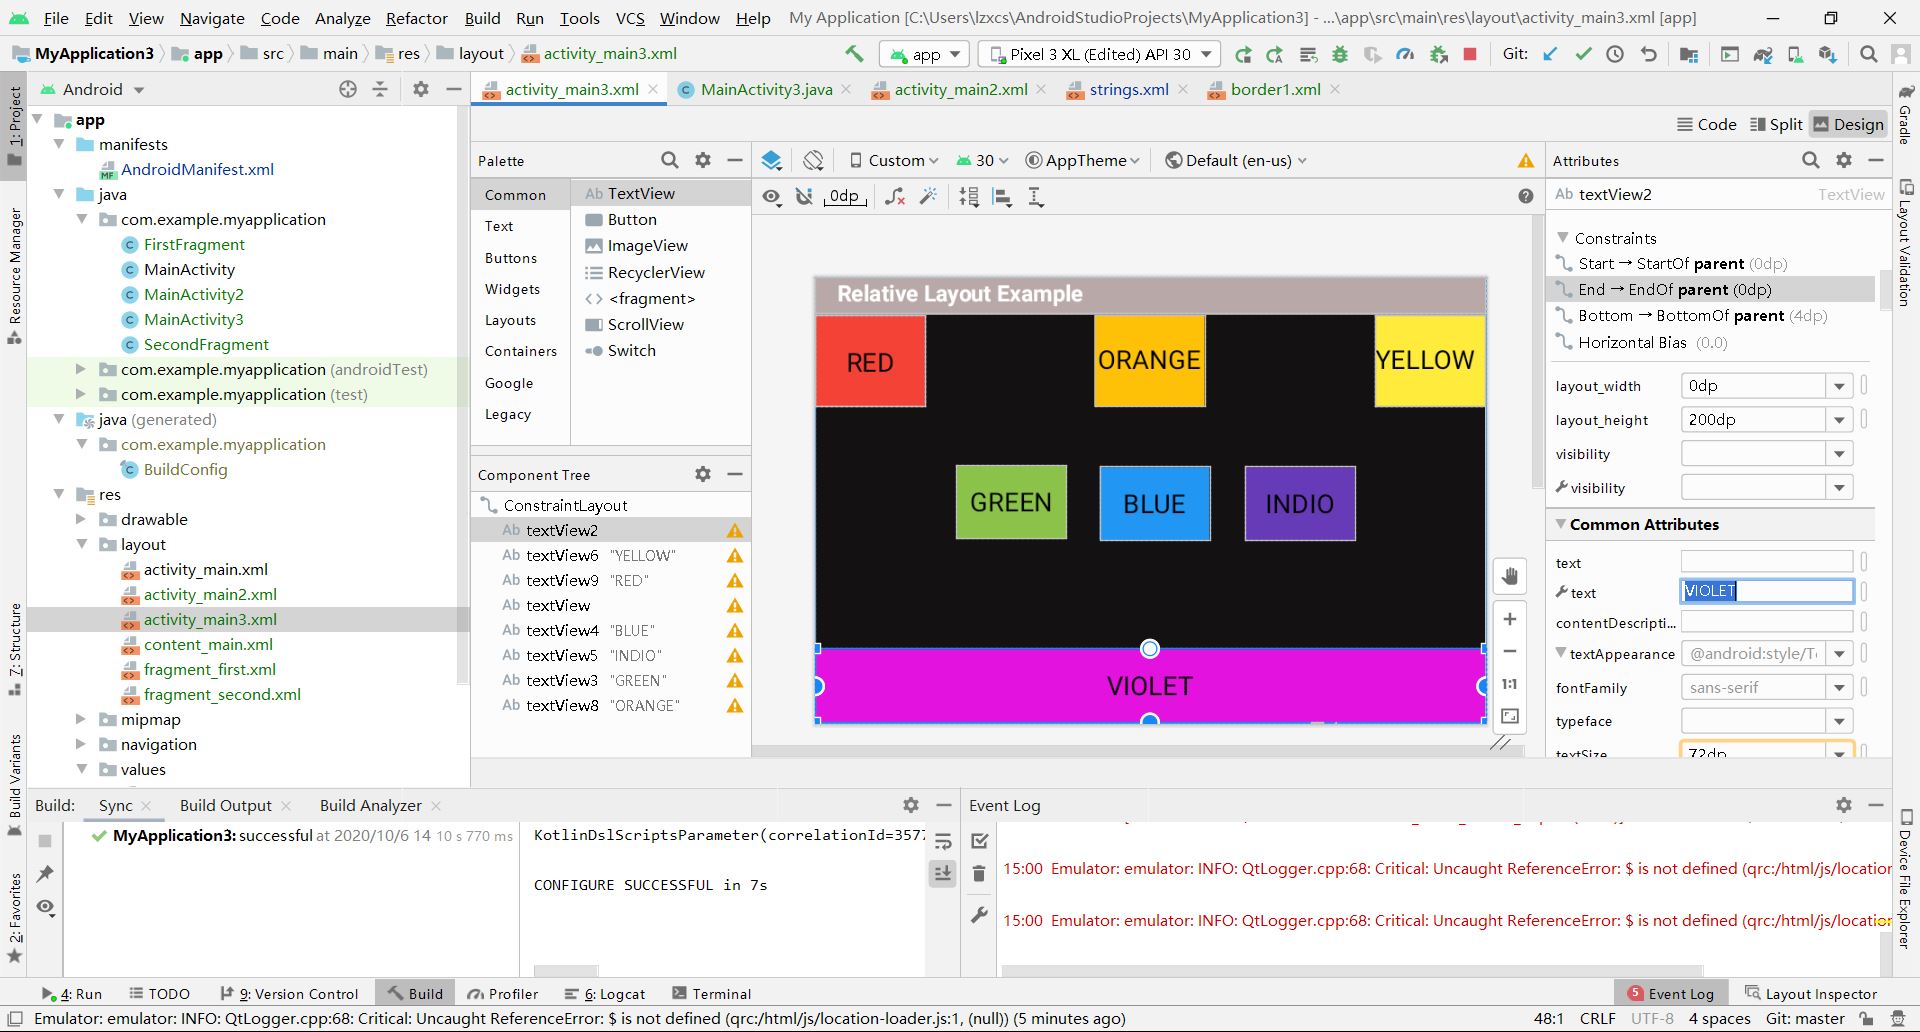 File Edit View Navigate Code Analyze Refactor Build Run Tools VCS Window Help My Application [C:\Users\lzxcs\AndroidStudioProjects\MyApplication3] - ...\app\src\main\res\layout\activity_main3.xml [app]
MyApplication3 app src main res layout activity_main3.xml app Pixel 3 XL (Edited) API 30 Git:
Android
activity_main3.xml MainActivity3.java activity_main2.xml strings.xml border1.xml
Code Split Design
1: Project
Resource Manager
7: Structure
Build Variants
2: Favorites
app
manifests
AndroidManifest.xml
java
com.example.myapplication
FirstFragment
MainActivity
MainActivity2
MainActivity3
SecondFragment
com.example.myapplication (androidTest)
com.example.myapplication (test)
java (generated)
com.example.myapplication
BuildConfig
res
drawable
layout
activity_main.xml
activity_main2.xml
activity_main3.xml
content_main.xml
fragment_first.xml
fragment_second.xml
mipmap
navigation
values
Palette
Common
Text
Buttons
Widgets
Layouts
Containers
Google
Legacy
Ab TextView
Button
ImageView
RecyclerView
<fragment>
ScrollView
Switch
Component Tree
ConstraintLayout
Ab textView2
Ab textView6 "YELLOW"
Ab textView9 "RED"
Ab textView
Ab textView4 "BLUE"
Ab textView5 "INDIO"
Ab textView3 "GREEN"
Ab textView8 "ORANGE"
Custom 30 AppTheme Default (en-us)
0dp
Relative Layout Example
RED ORANGE YELLOW
GREEN BLUE INDIO
VIOLET
1:1
Attributes
Ab textView2 TextView
Constraints
Start → StartOf parent (0dp)
End → EndOf parent (0dp)
Bottom → BottomOf parent (4dp)
Horizontal Bias (0.0)
layout_width 0dp
layout_height 200dp
visibility
visibility
Common Attributes
text
text VIOLET
contentDescripti...
textAppearance @android:style/T
fontFamily sans-serif
typeface
textSize 72dp
Gradle
Layout Validation
Device File Explorer
Build: Sync Build Output Build Analyzer
MyApplication3: successful at 2020/10/6 14 10 s 770 ms
KotlinDslScriptsParameter(correlationId=3577
CONFIGURE SUCCESSFUL in 7s
Event Log
15:00 Emulator: emulator: INFO: QtLogger.cpp:68: Critical: Uncaught ReferenceError: $ is not defined (qrc:/html/js/location
15:00 Emulator: emulator: INFO: QtLogger.cpp:68: Critical: Uncaught ReferenceError: $ is not defined (qrc:/html/js/location
4: Run TODO 9: Version Control Build Profiler 6: Logcat Terminal 5 Event Log Layout Inspector
Emulator: emulator: INFO: QtLogger.cpp:68: Critical: Uncaught ReferenceError: $ is not defined (qrc:/html/js/location-loader.js:1, (null)) (5 minutes ago) 48:1 CRLF UTF-8 4 spaces Git: master